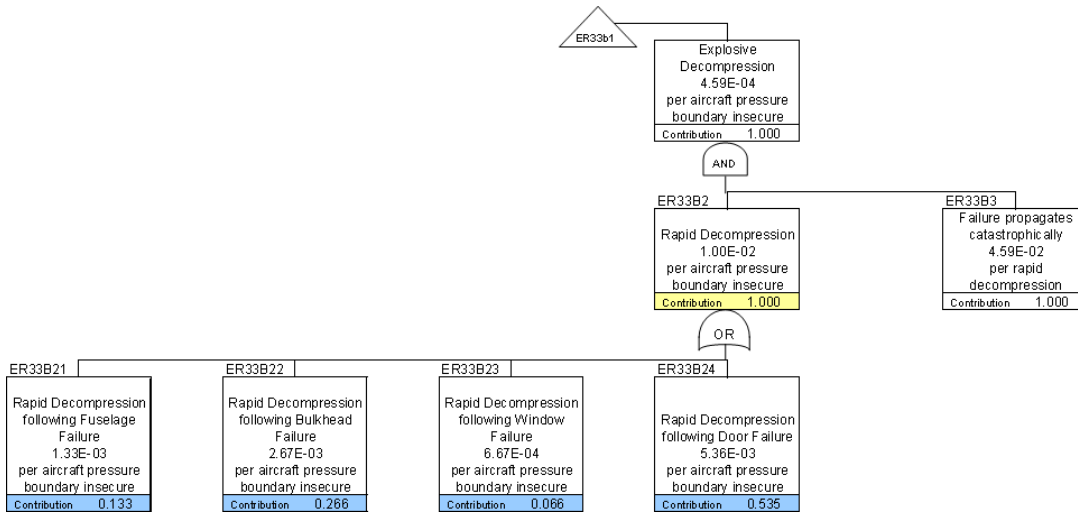 ER33b1
Explosive
Decompression
4.59E-04
per aircraft pressure
boundary insecure
Contribution 1.000
AND
ER33B2
Rapid Decompression
1.00E-02
per aircraft pressure
boundary insecure
Contribution 1.000
ER33B3
Failure propagates
catastrophically
4.59E-02
per rapid
decompression
Contribution 1.000
OR
ER33B21
Rapid Decompression
following Fuselage
Failure
1.33E-03
per aircraft pressure
boundary insecure
Contribution 0.133
ER33B22
Rapid Decompression
following Bulkhead
Failure
2.67E-03
per aircraft pressure
boundary insecure
Contribution 0.266
ER33B23
Rapid Decompression
following Window
Failure
6.67E-04
per aircraft pressure
boundary insecure
Contribution 0.066
ER33B24
Rapid Decompression
following Door Failure
5.36E-03
per aircraft pressure
boundary insecure
Contribution 0.535